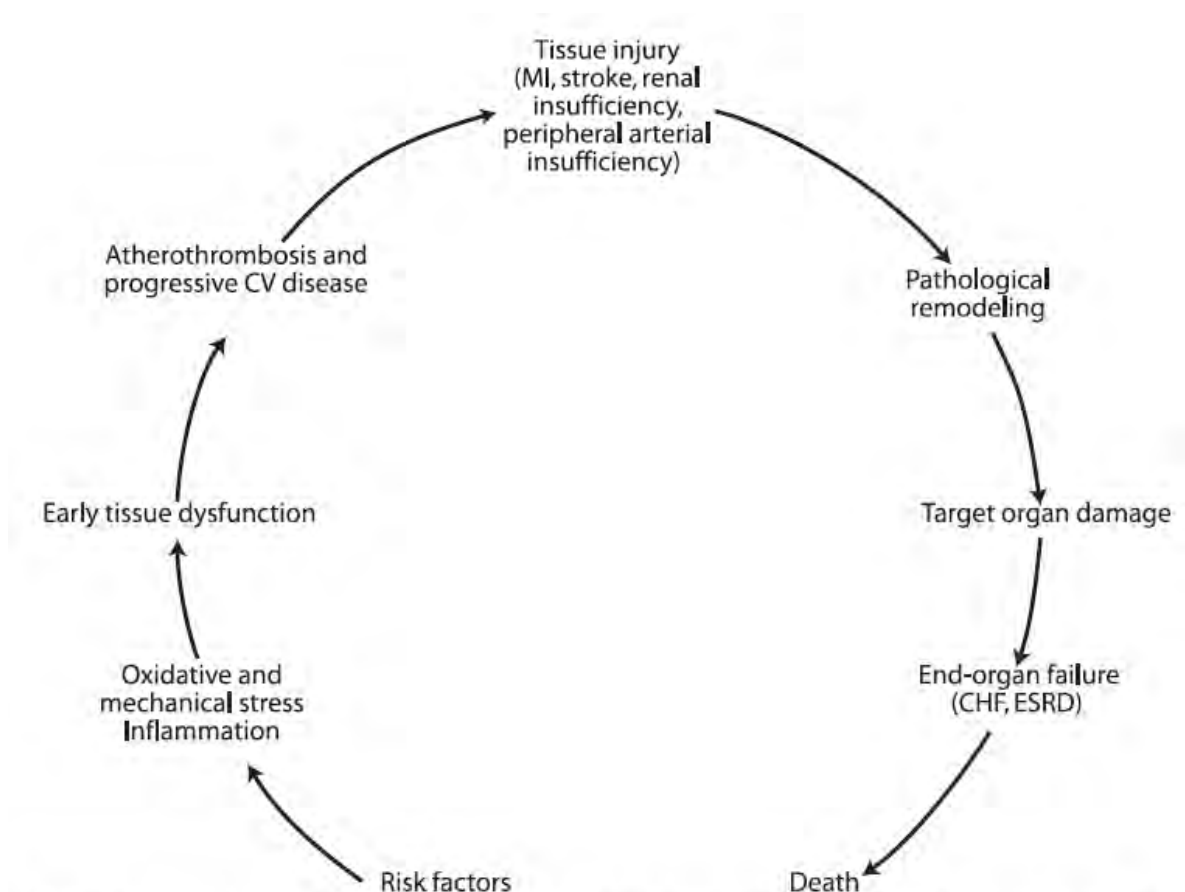 Tissue injury
(MI, stroke, renal
insufficiency,
peripheral arterial
insufficiency)
Atherothrombosis and
progressive CV disease
Pathological
remodeling
Early tissue dysfunction
Target organ damage
Oxidative and
mechanical stress
Inflammation
End-organ failure
(CHF, ESRD)
Risk factors
Death